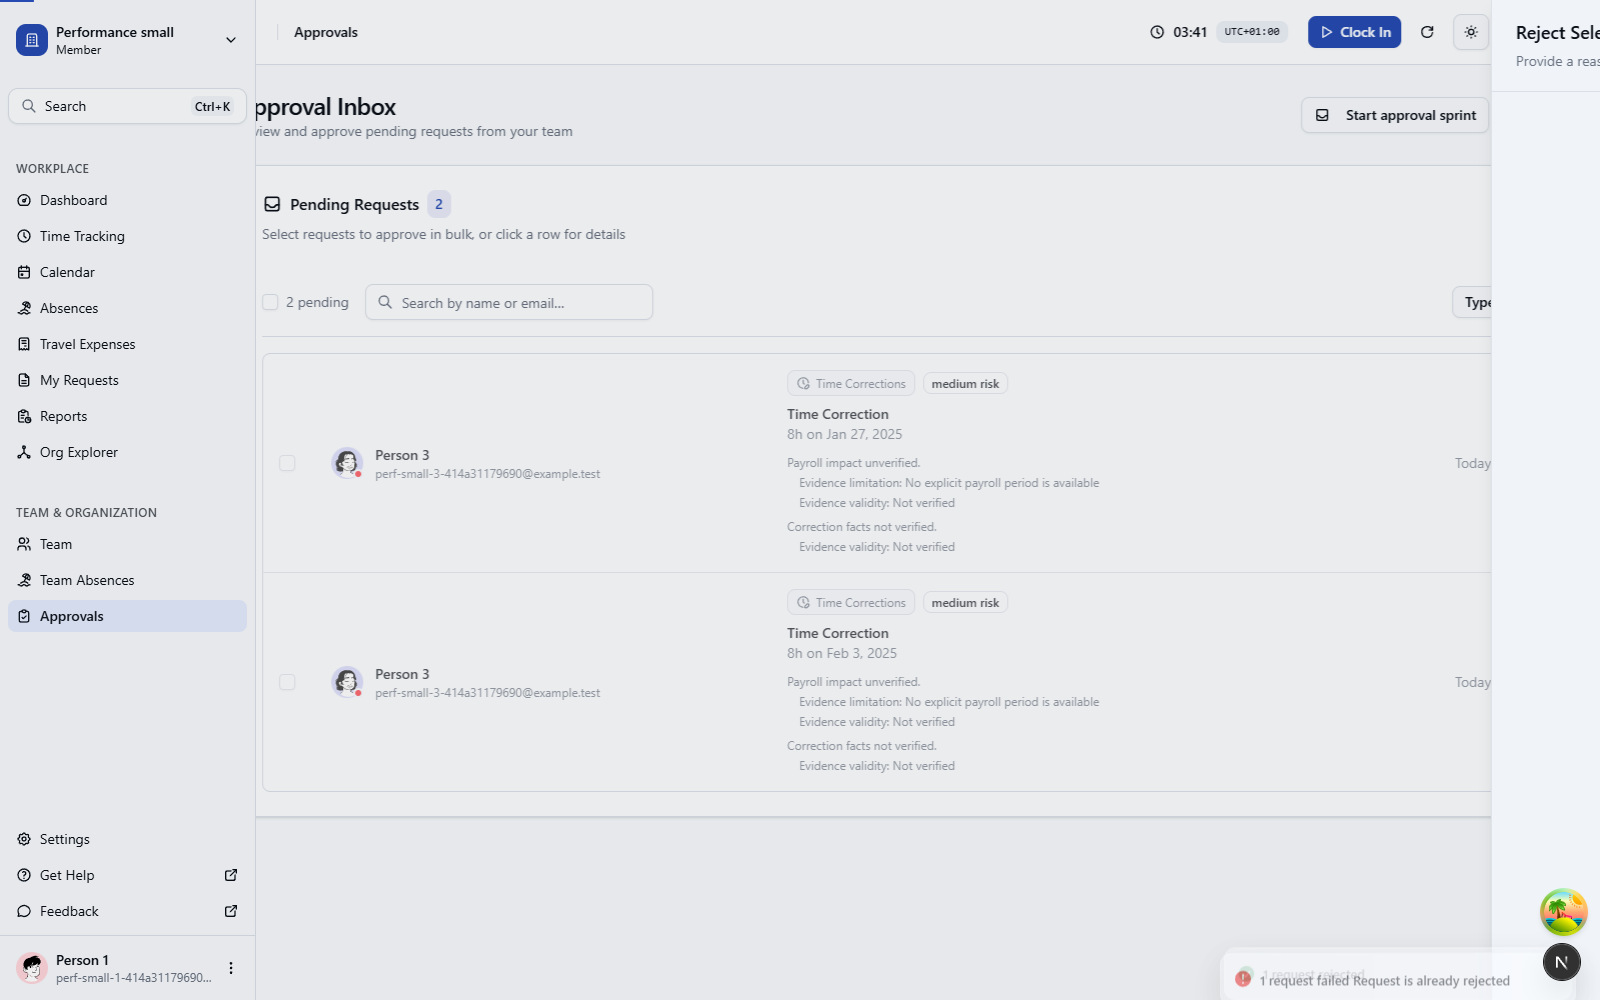 Performance small
Member
Search
Ctrl+K
WORKPLACE
Dashboard
Time Tracking
Calendar
Absences
Travel Expenses
My Requests
Reports
Org Explorer
TEAM & ORGANIZATION
Team
Team Absences
Approvals
Settings
Get Help
Feedback
Person 1
perf-small-1-414a31179690...
Approvals
03:41
UTC+01:00
Clock In
pproval Inbox
view and approve pending requests from your team
Start approval sprint
Pending Requests
2
Select requests to approve in bulk, or click a row for details
2 pending
Search by name or email...
Type
Person 3
perf-small-3-414a31179690@example.test
Time Corrections
medium risk
Time Correction
8h on Jan 27, 2025
Payroll impact unverified.
Evidence limitation: No explicit payroll period is available
Evidence validity: Not verified
Correction facts not verified.
Evidence validity: Not verified
Today
Person 3
perf-small-3-414a31179690@example.test
Time Corrections
medium risk
Time Correction
8h on Feb 3, 2025
Payroll impact unverified.
Evidence limitation: No explicit payroll period is available
Evidence validity: Not verified
Correction facts not verified.
Evidence validity: Not verified
Today
Reject Sele
Provide a reas
1 request rejected
1 request failed Request is already rejected
N